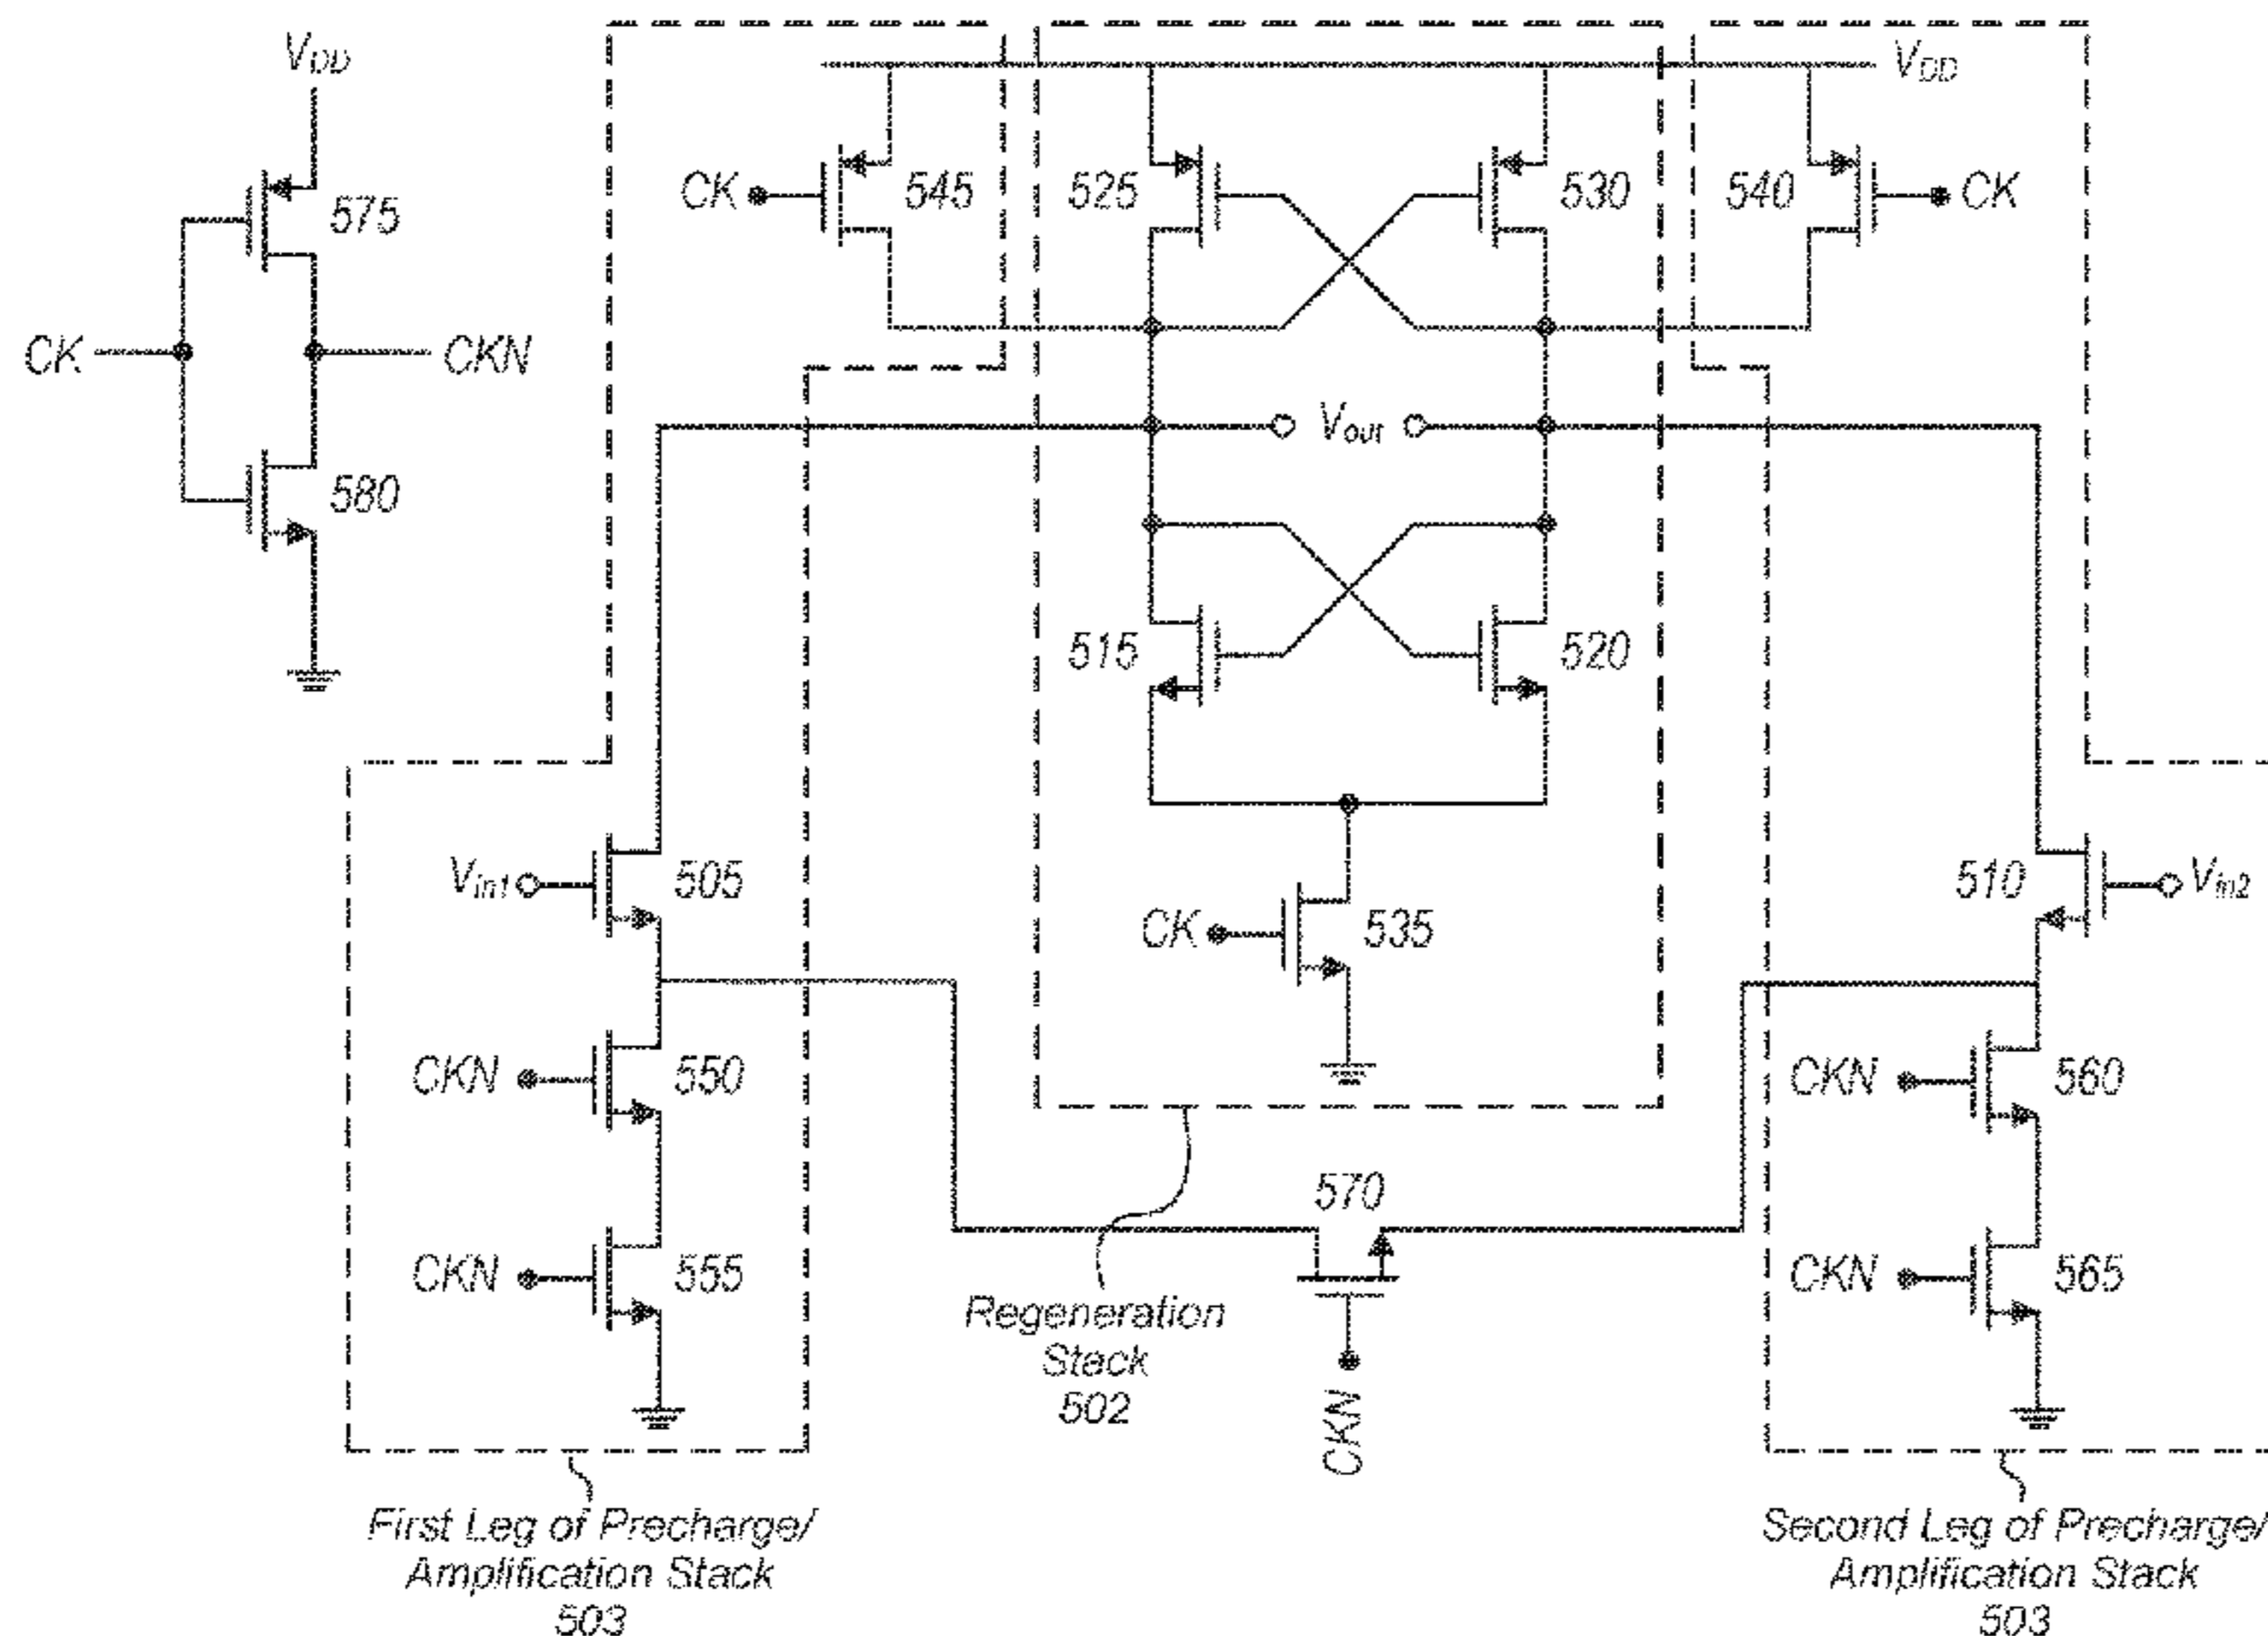 VDD
VDD
CK
545
525
530
540
CK
575
CK
CKN
Vout
580
515
520
Vin1
505
510
Vin2
CK
535
CKN
550
CKN
560
570
CKN
555
CKN
565
Regeneration
Stack
502
CKN
First Leg of Precharge/
Amplification Stack
503
Second Leg of Precharge/
Amplification Stack
503